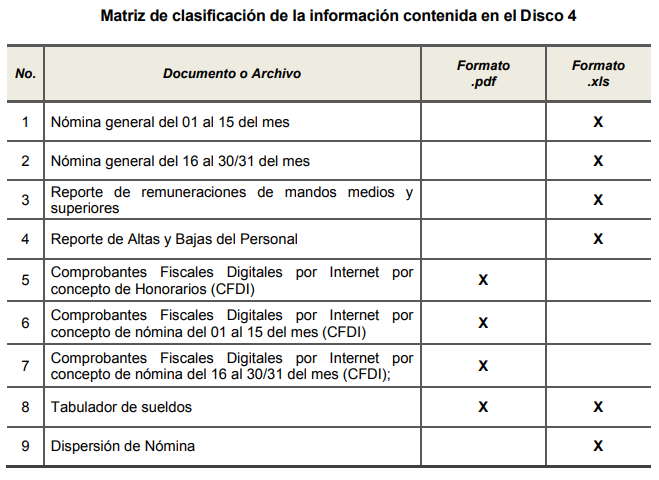 Matriz de clasificación de la información contenida en el Disco 4
No. Documento o Archivo Formato .pdf Formato .xls
1 Nómina general del 01 al 15 del mes X
2 Nómina general del 16 al 30/31 del mes X
3 Reporte de remuneraciones de mandos medios y
superiores X
4 Reporte de Altas y Bajas del Personal X
5 Comprobantes Fiscales Digitales por Internet por
concepto de Honorarios (CFDI) X
6 Comprobantes Fiscales Digitales por Internet por
concepto de nómina del 01 al 15 del mes (CFDI) X
7 Comprobantes Fiscales Digitales por Internet por
concepto de nómina del 16 al 30/31 del mes (CFDI); X
8 Tabulador de sueldos X X
9 Dispersión de Nómina X